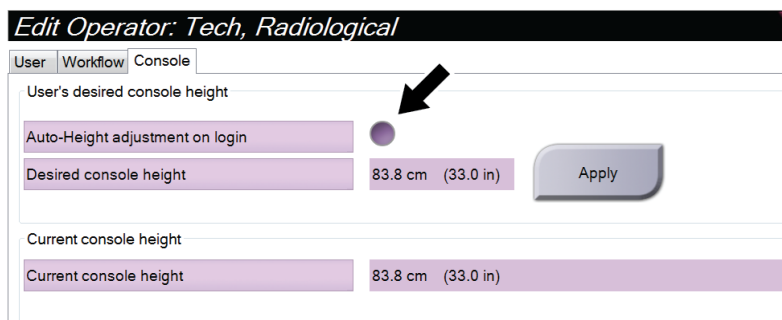 Edit Operator: Tech, Radiological
User Workflow Console
User's desired console height
Auto-Height adjustment on login
Desired console height 83.8 cm (33.0 in) Apply
Current console height
Current console height 83.8 cm (33.0 in)